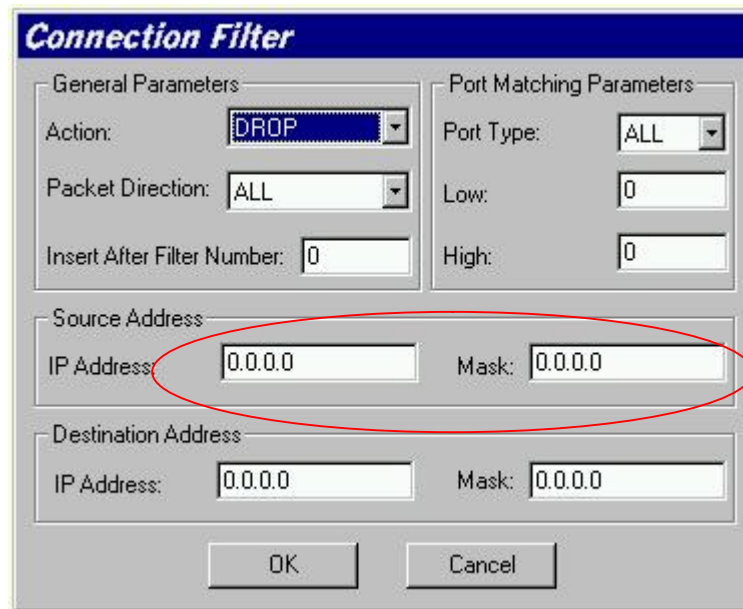 Connection Filter
General Parameters
Action: DROP
Packet Direction: ALL
Insert After Filter Number: 0
Port Matching Parameters
Port Type: ALL
Low: 0
High: 0
Source Address
IP Address: 0.0.0.0 Mask: 0.0.0.0
Destination Address
IP Address: 0.0.0.0 Mask: 0.0.0.0
OK Cancel